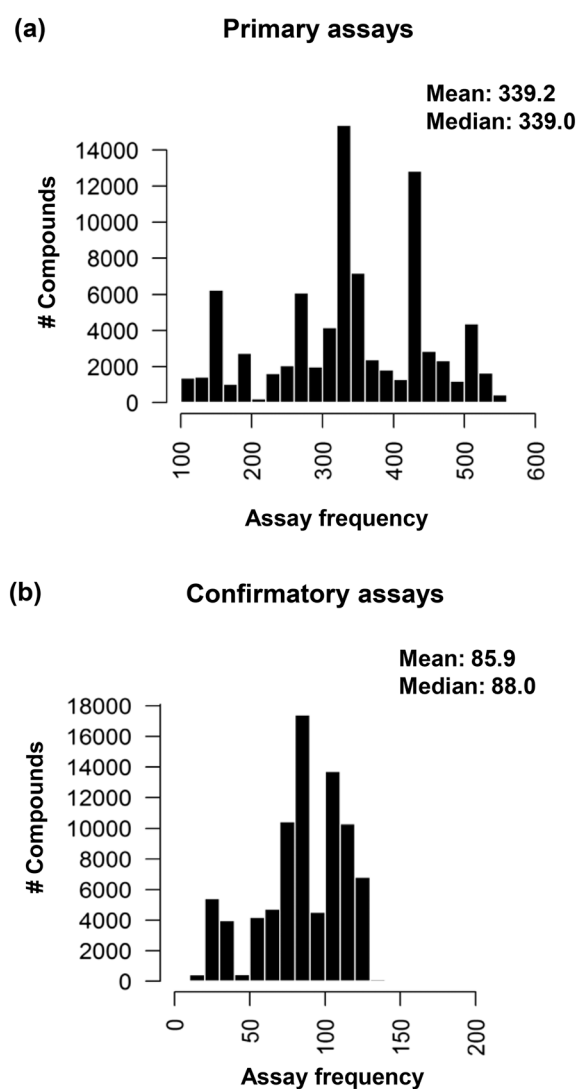 (a)
Primary assays
Mean: 339.2
Median: 339.0
14000
12000
10000
8000
6000
4000
2000
0
# Compounds
100
200
300
400
500
600
Assay frequency
(b)
Confirmatory assays
Mean: 85.9
Median: 88.0
18000
16000
14000
12000
10000
8000
6000
4000
2000
0
# Compounds
0
50
100
150
200
Assay frequency